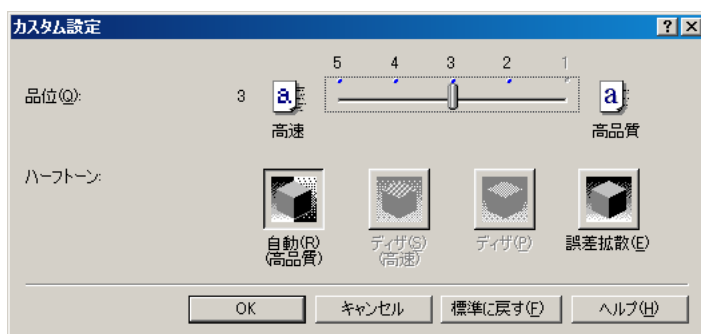 カスタム設定
5 4 3 2 1
品位(Q): 3
高速 高品質
ハーフトーン:
自動(R) ディザ(S) ディザ(P) 誤差拡散(E)
(高品質) (高速)
OK キャンセル 標準に戻す(F) ヘルプ(H)